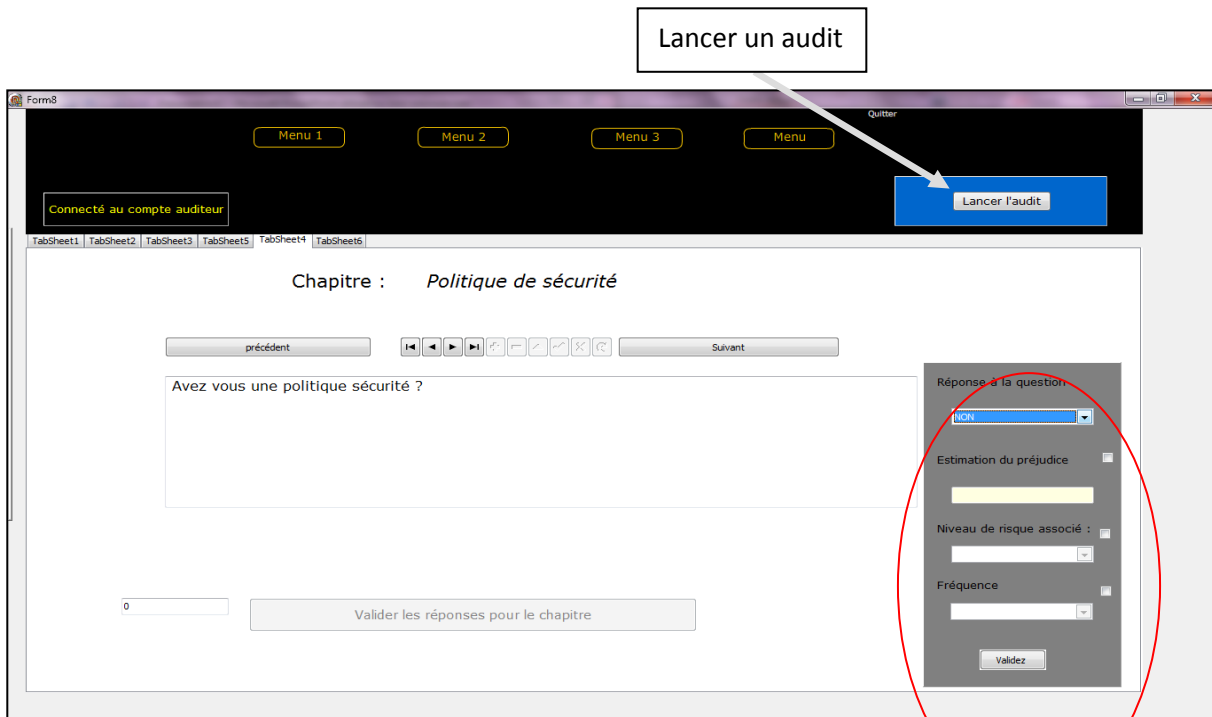 Lancer un audit
Form8
Quitter
Menu 1 Menu 2 Menu 3 Menu
Lancer l'audit
Connecté au compte auditeur
TabSheet1 TabSheet2 TabSheet3 TabSheet5 TabSheet4 TabSheet6
Chapitre : Politique de sécurité
précédent Suivant
Avez vous une politique sécurité ?
Réponse à la question
NON
Estimation du préjudice
Niveau de risque associé :
Fréquence
0
Valider les réponses pour le chapitre
Validez